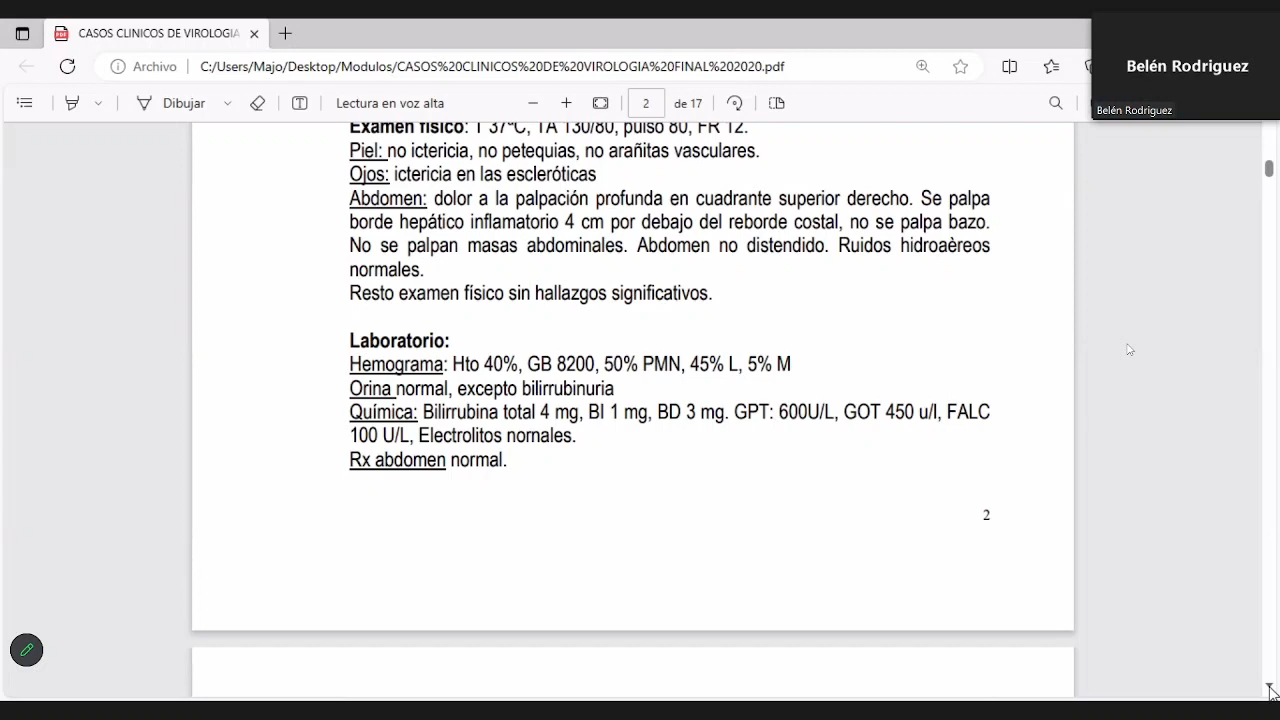 CASOS CLINICOS DE VIROLOGIA
Archivo
C:/Users/Majo/Desktop/Modulos/CASOS%20CLINICOS%20DE%20VIROLOGIA%20FINAL%202020.pdf
Belén Rodriguez
Belén Rodriguez
Dibujar
Lectura en voz alta
2
de 17
Examen físico: T 37ºC, TA 130/80, pulso 80, FR 12.
Piel: no ictericia, no petequias, no arañitas vasculares.
Ojos: ictericia en las escleróticas
Abdomen: dolor a la palpación profunda en cuadrante superior derecho. Se palpa
borde hepático inflamatorio 4 cm por debajo del reborde costal, no se palpa bazo.
No se palpan masas abdominales. Abdomen no distendido. Ruidos hidroaèreos
normales.
Resto examen físico sin hallazgos significativos.
Laboratorio:
Hemograma: Hto 40%, GB 8200, 50% PMN, 45% L, 5% M
Orina normal, excepto bilirrubinuria
Química: Bilirrubina total 4 mg, BI 1 mg, BD 3 mg. GPT: 600U/L, GOT 450 u/l, FALC
100 U/L, Electrolitos nornales.
Rx abdomen normal.
2